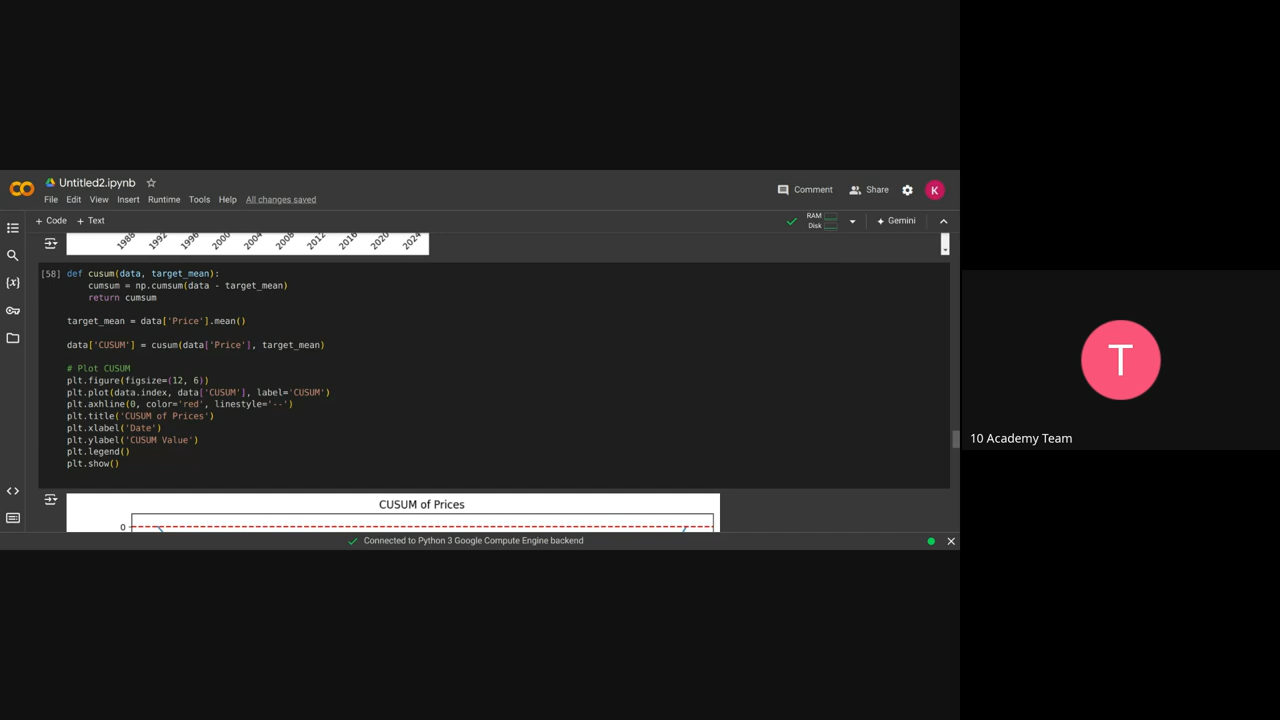 Untitled2.ipynb
File Edit View Insert Runtime Tools Help All changes saved
Comment
Share
K
+ Code + Text
RAM
Disk
Gemini
1988 1992 1996 2000 2004 2008 2012 2016 2020 2024
[58] def cusum(data, target_mean):
cumsum = np.cumsum(data - target_mean)
return cumsum
target_mean = data['Price'].mean()
data['CUSUM'] = cusum(data['Price'], target_mean)
# Plot CUSUM
plt.figure(figsize=(12, 6))
plt.plot(data.index, data['CUSUM'], label='CUSUM')
plt.axhline(0, color='red', linestyle='--')
plt.title('CUSUM of Prices')
plt.xlabel('Date')
plt.ylabel('CUSUM Value')
plt.legend()
plt.show()
CUSUM of Prices
0
Connected to Python 3 Google Compute Engine backend
T
10 Academy Team